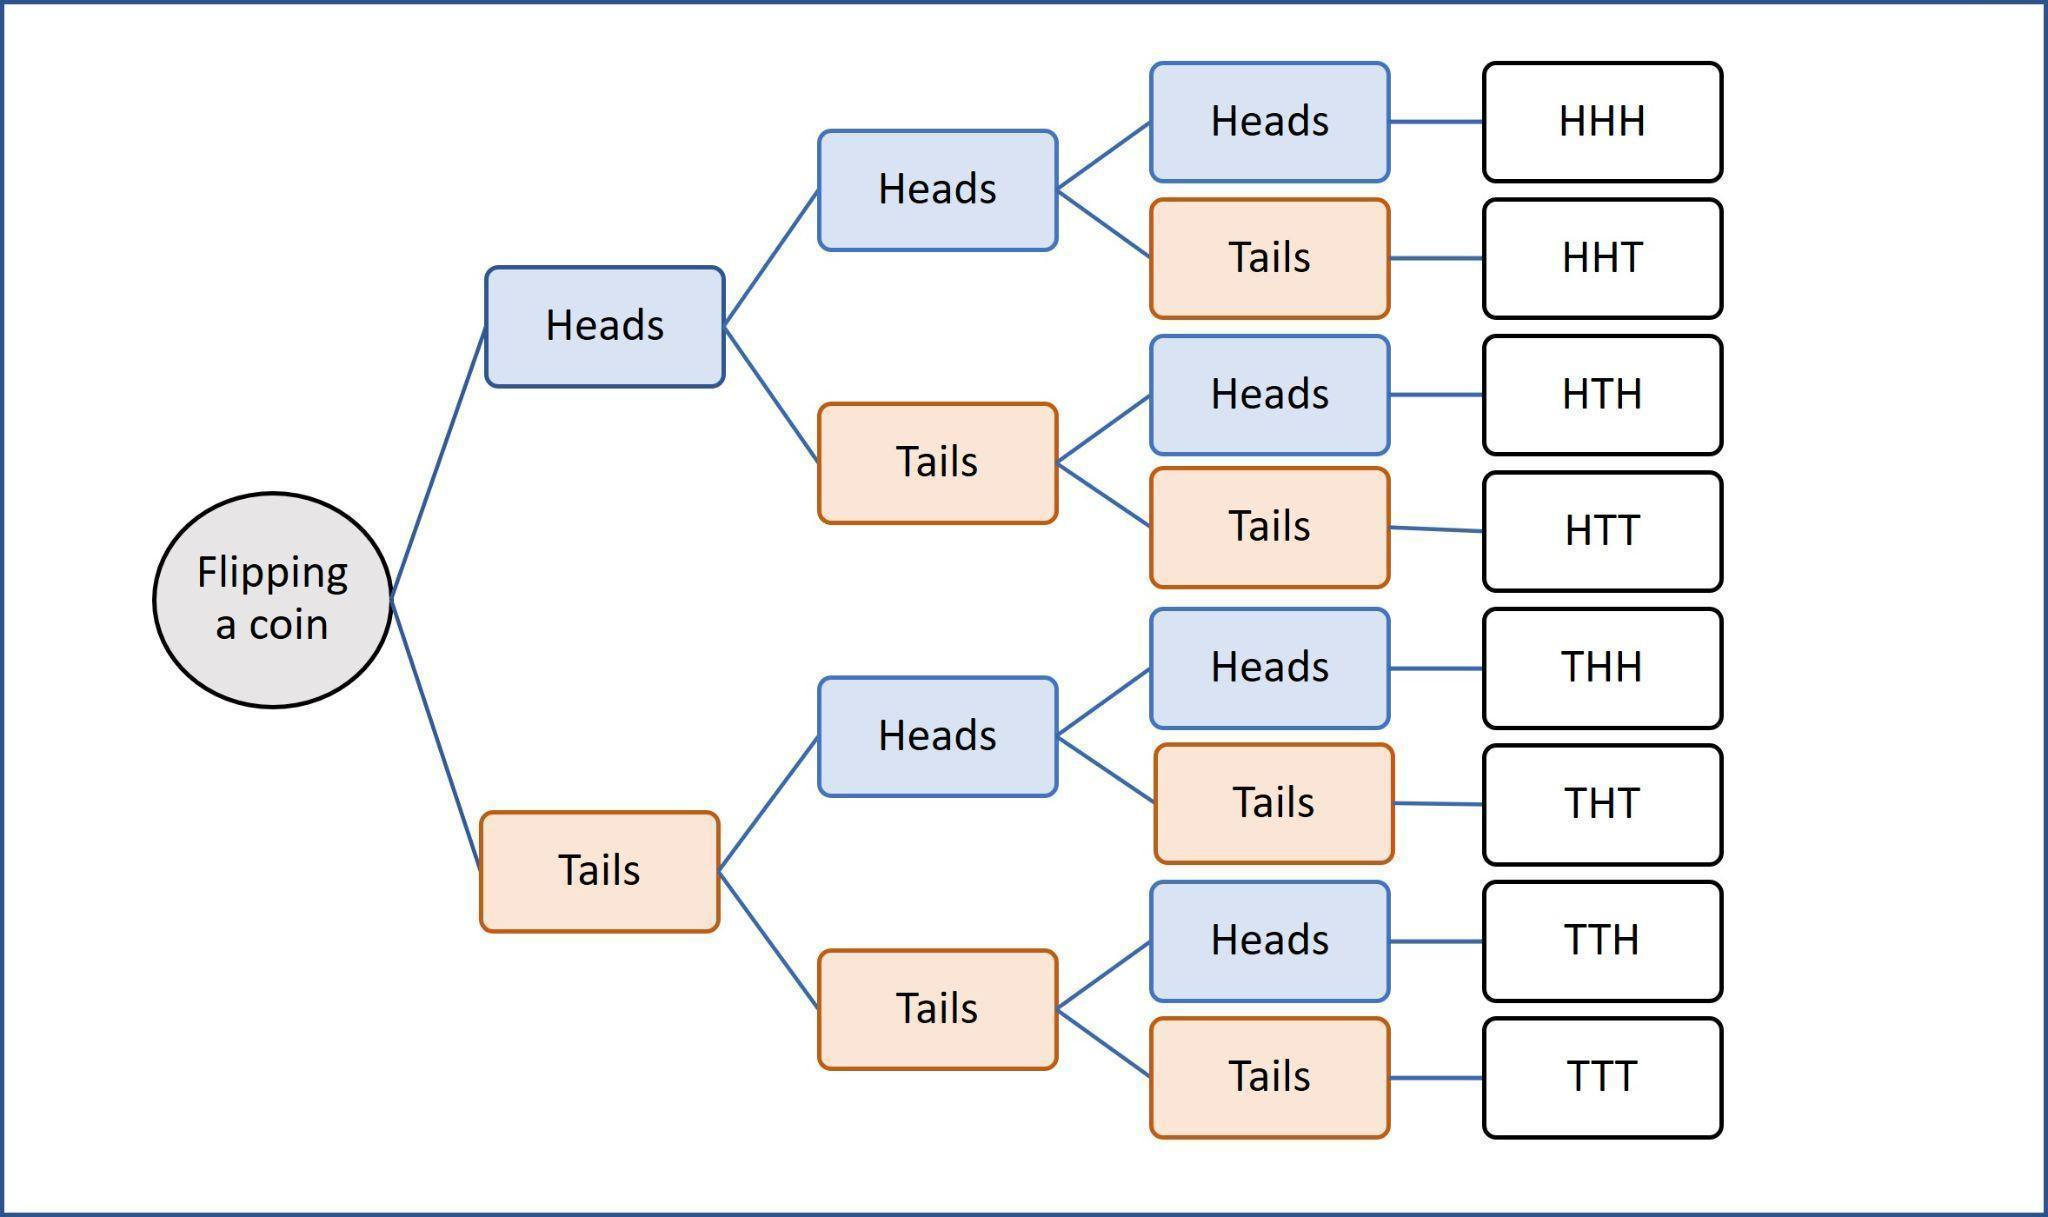 Flipping
a coin
Heads
Tails
Heads
Tails
Heads
Tails
Heads
Tails
Heads
Tails
Heads
Tails
Heads
Tails
HHH
HHT
HTH
HTT
THH
THT
TTH
TTT